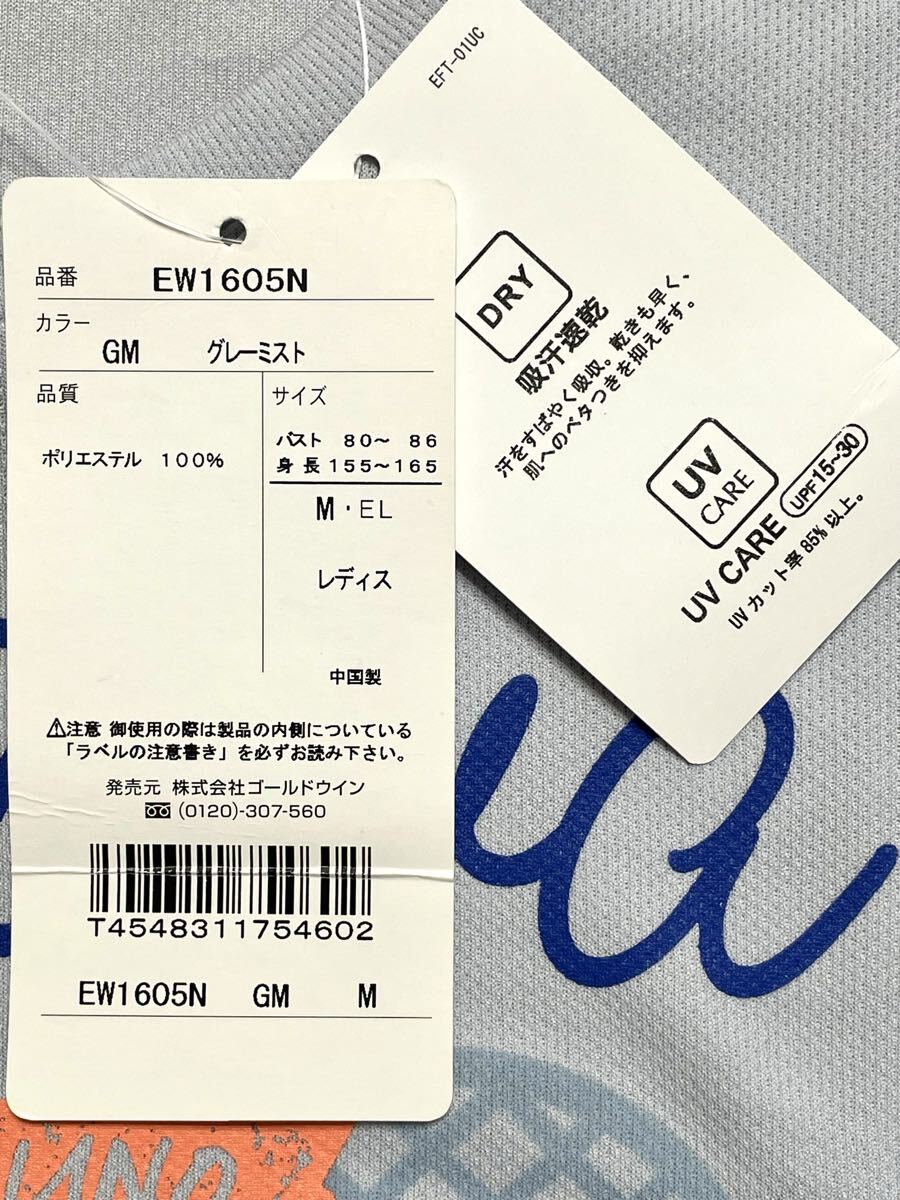 品番 EW1605N
カラー
GM グレーミスト
品質
ポリエステル 100%
サイズ
バスト 80～ 86
身長 155～165
M・EL
レディス
中国製
⚠注意 御使用の際は製品の内側についている
「ラベルの注意書き」を必ずお読み下さい。
発売元 株式会社ゴールドウイン
(0120)-307-560
T4548311754602
EW1605N GM M
EFT-01UC
DRY
吸汗速乾
汗をすばやく吸収。乾きも早く、
肌へのベタつきを抑えます。
UV
CARE
UV CARE UPF15~30
UVカット率85%以上。